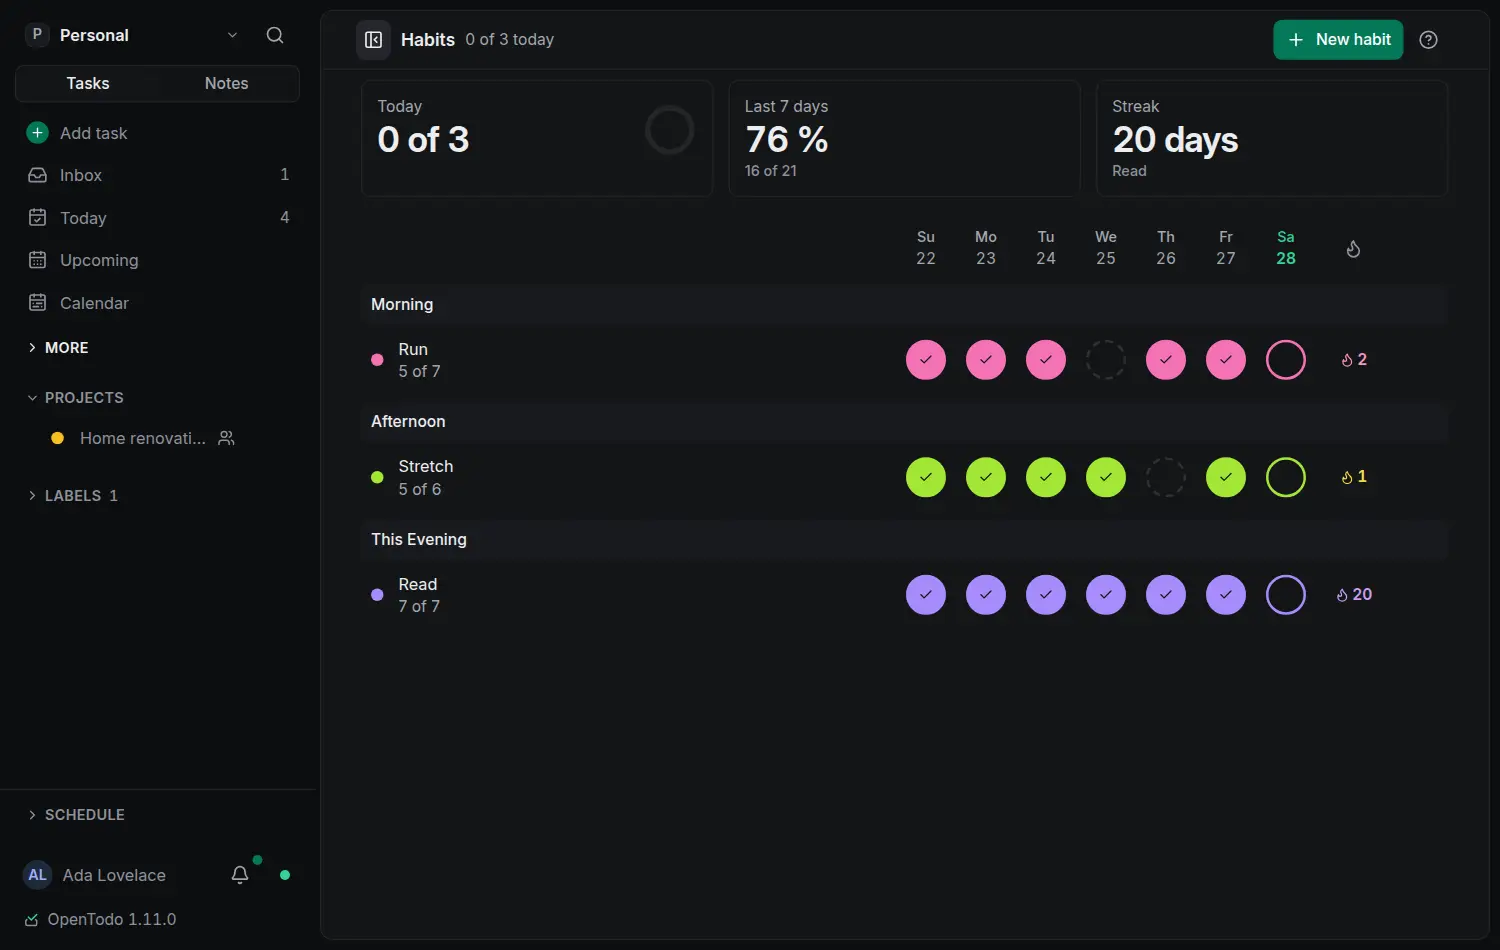 P Personal
Tasks Notes
Add task
Inbox 1
Today 4
Upcoming
Calendar
MORE
PROJECTS
Home renovati...
LABELS 1
SCHEDULE
AL Ada Lovelace
OpenTodo 1.11.0
Habits 0 of 3 today
New habit
Today
0 of 3
Last 7 days
76 %
16 of 21
Streak
20 days
Read
Su Mo Tu We Th Fr Sa
22 23 24 25 26 27 28
Morning
Run
5 of 7
2
Afternoon
Stretch
5 of 6
1
This Evening
Read
7 of 7
20